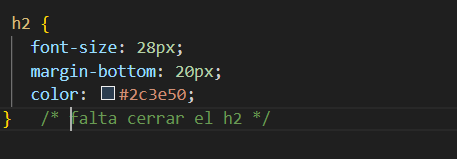 h2 {
font-size: 28px;
margin-bottom: 20px;
color: #2c3e50;
}   /* falta cerrar el h2 */